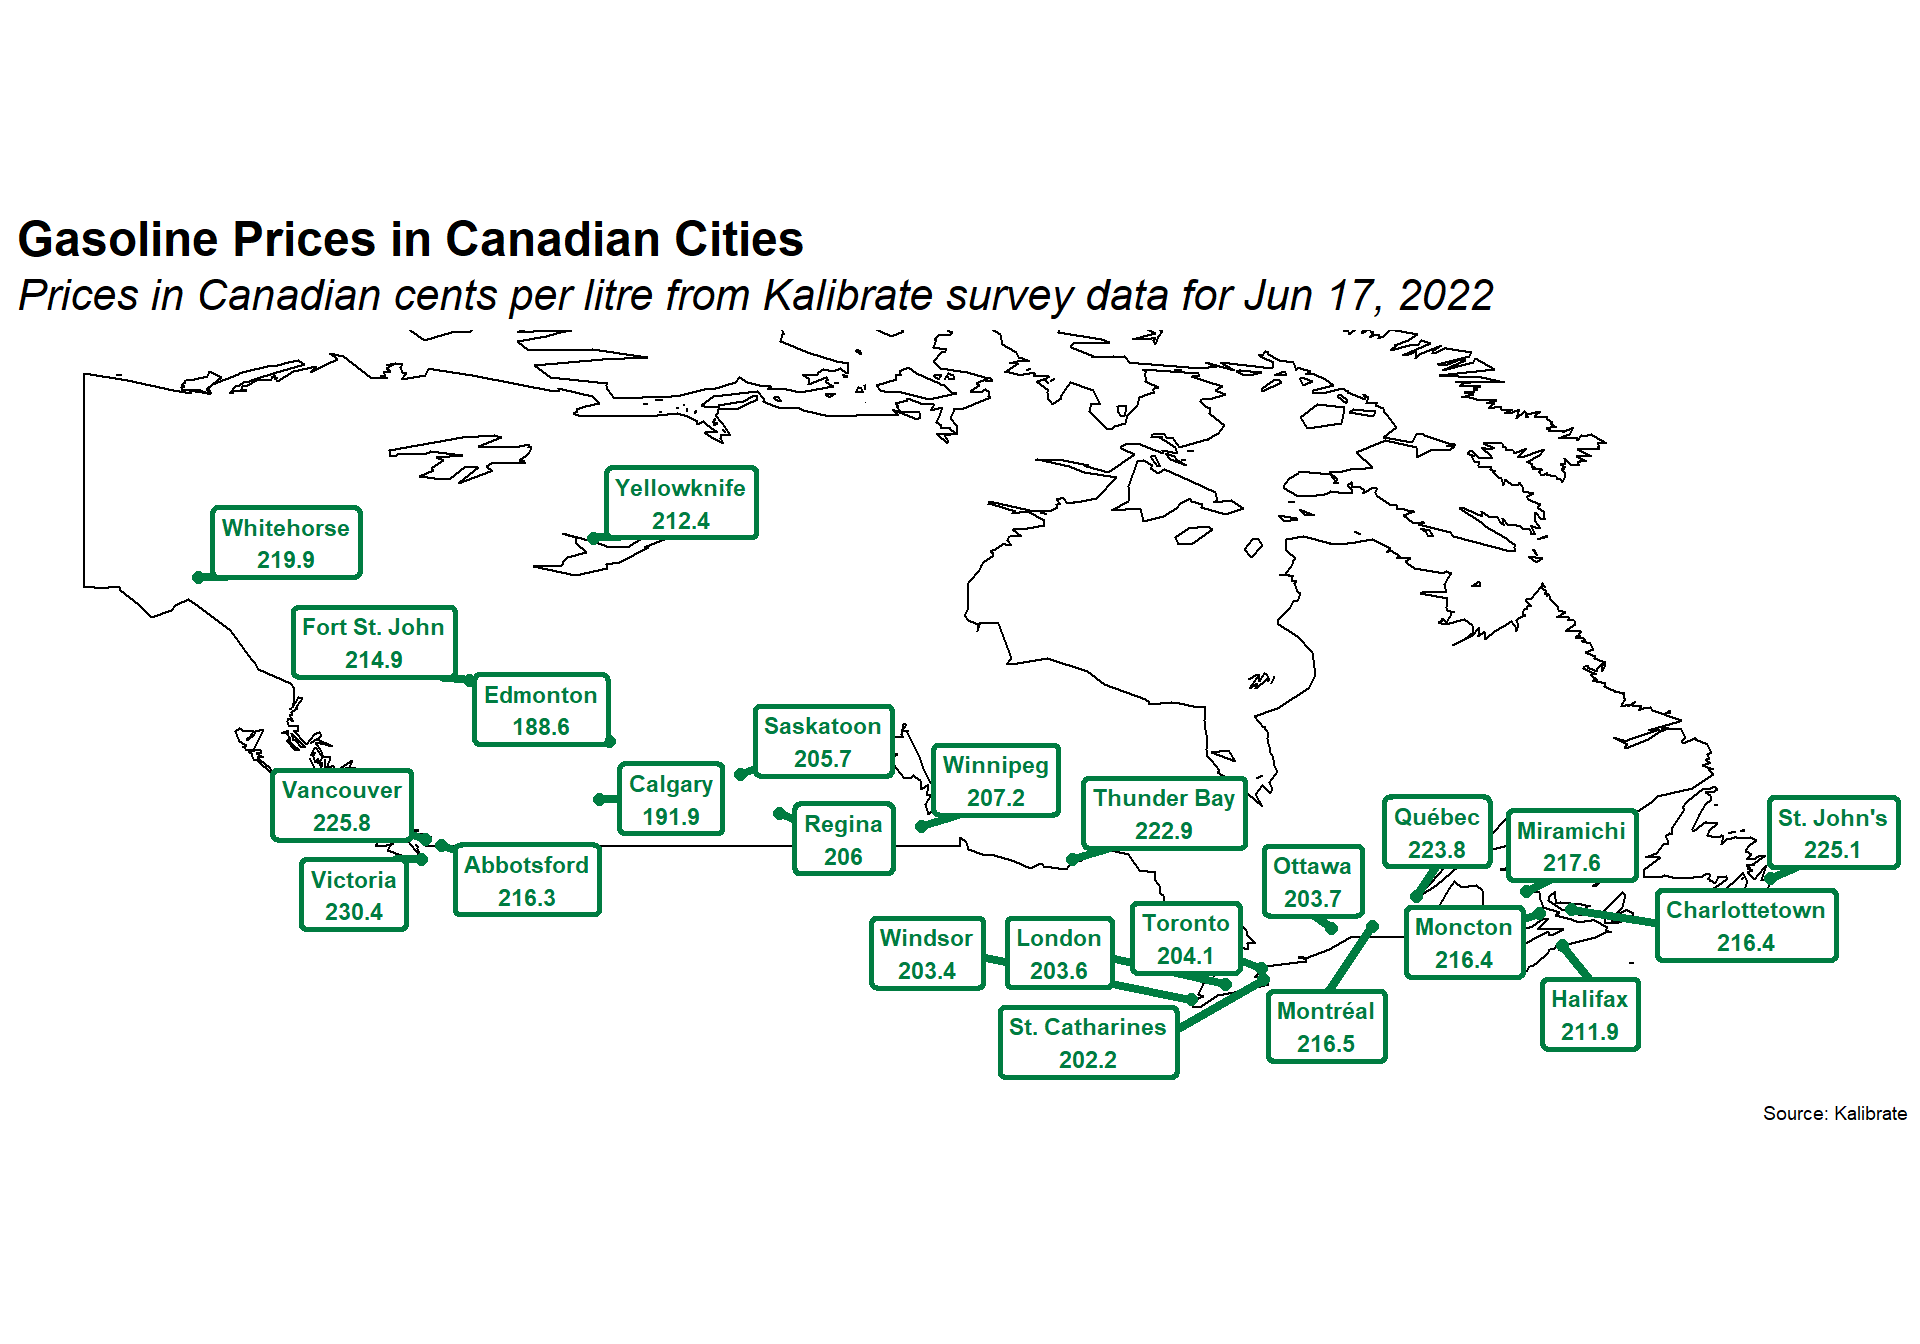 Gasoline Prices in Canadian Cities
Prices in Canadian cents per litre from Kalibrate survey data for Jun 17, 2022
Yellowknife
212.4
Whitehorse
219.9
Fort St. John
214.9
Edmonton
188.6
Saskatoon
205.7
Winnipeg
207.2
Calgary
191.9
Vancouver
225.8
Thunder Bay
222.9
Regina
206
Québec
223.8
Miramichi
217.6
St. John's
225.1
Abbotsford
216.3
Victoria
230.4
Ottawa
203.7
Charlottetown
216.4
Toronto
204.1
Moncton
216.4
Windsor
203.4
London
203.6
Halifax
211.9
Montréal
216.5
St. Catharines
202.2
Source: Kalibrate